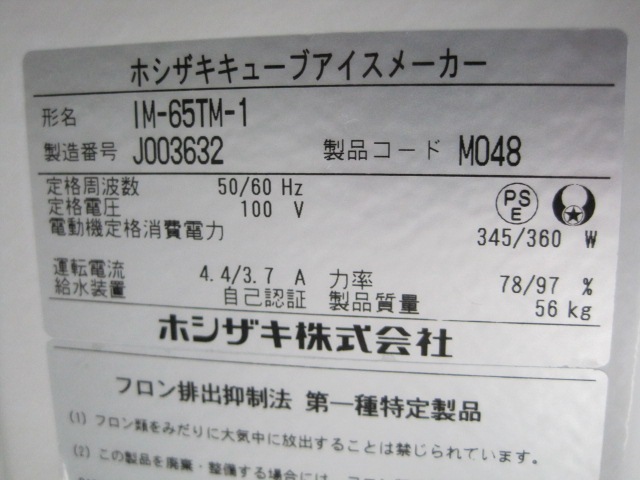 ホシザキキューブアイスメーカー
形名 IM-65TM-1
製造番号 J003632 製品コード M048
定格周波数 50/60 Hz
定格電圧 100 V
PS E
電動機定格消費電力 345/360 W
運転電流 4.4/3.7 A 力率 78/97 %
給水装置 自己認証 製品質量 56 kg
ホシザキ株式会社
フロン排出抑制法 第一種特定製品
(1) フロン類をみだりに大気中に放出することは禁じられています。
(2) この製品を廃棄・整備する場合には、フロン